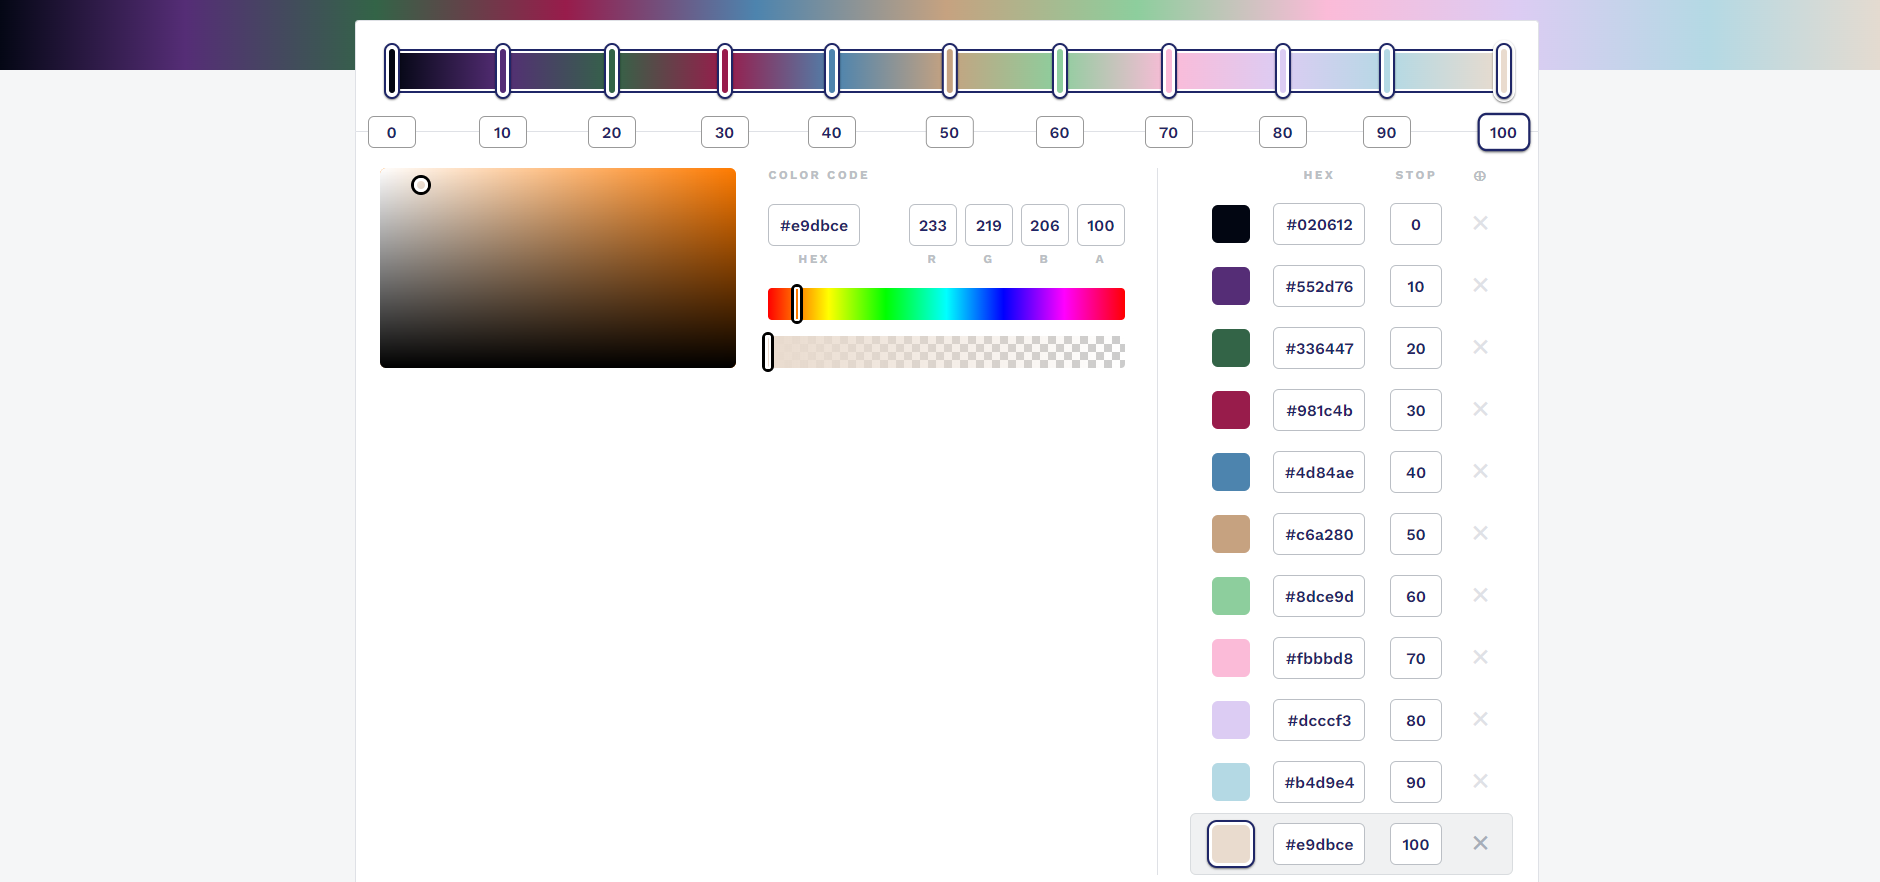 0 10 20 30 40 50 60 70 80 90 100
COLOR CODE
#e9dbce 233 219 206 100
HEX R G B A
HEX STOP
#020612 0
#552d76 10
#336447 20
#981c4b 30
#4d84ae 40
#c6a280 50
#8dce9d 60
#fbbbd8 70
#dcccf3 80
#b4d9e4 90
#e9dbce 100